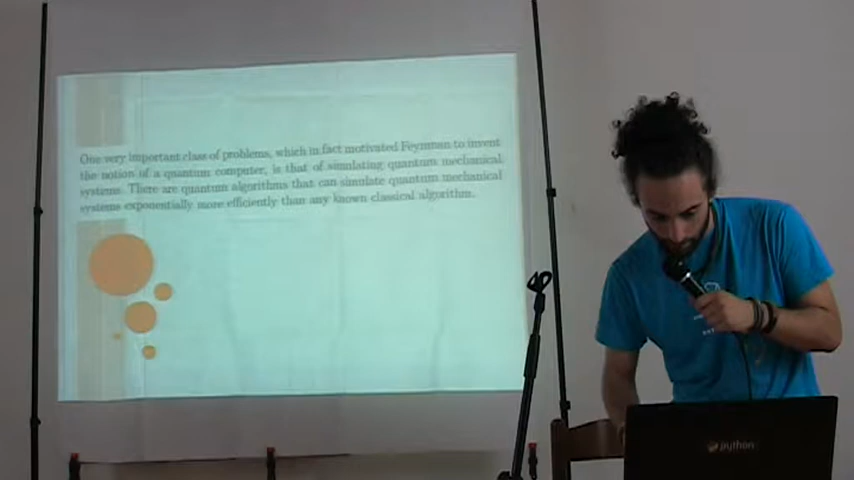 One very important class of problems, which in fact motivated Feynman to invent
the notion of a quantum computer, is that of simulating quantum mechanical
systems. There are quantum algorithms that can simulate quantum mechanical
systems exponentially more efficiently than any known classical algorithm.
python